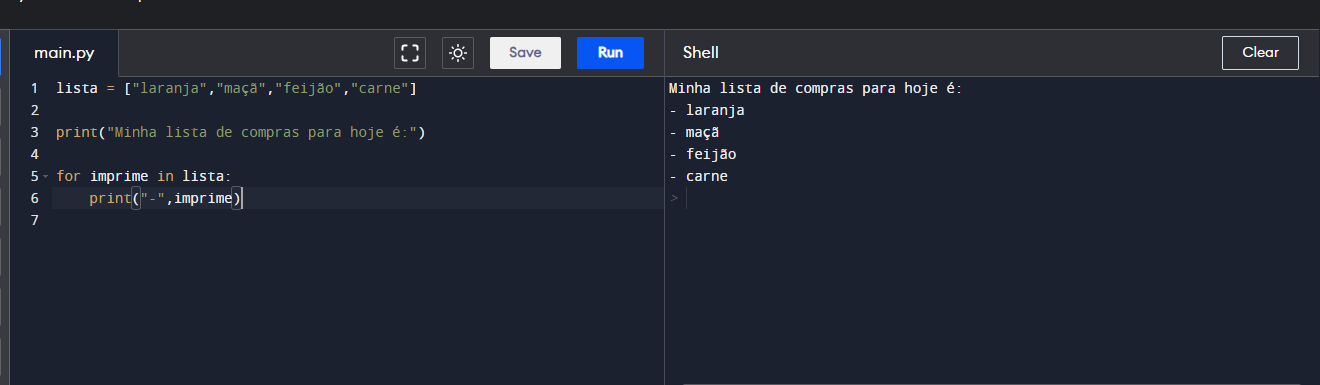 main.py
Save
Run
Shell
Clear
1 lista = ["laranja","maçã","feijão","carne"]
2
3 print("Minha lista de compras para hoje é:")
4
5 for imprime in lista:
6     print("-",imprime)
7
Minha lista de compras para hoje é:
- laranja
- maçã
- feijão
- carne
>